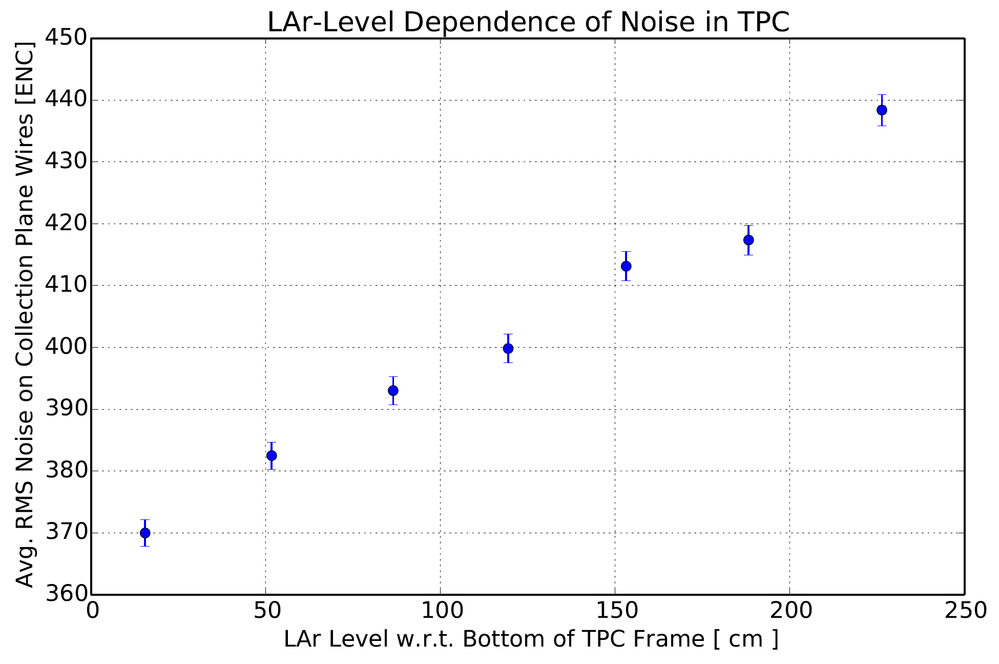 LAr-Level Dependence of Noise in TPC
Avg. RMS Noise on Collection Plane Wires [ENC]
450
440
430
420
410
400
390
380
370
360
0 50 100 150 200 250
LAr Level w.r.t. Bottom of TPC Frame [ cm ]